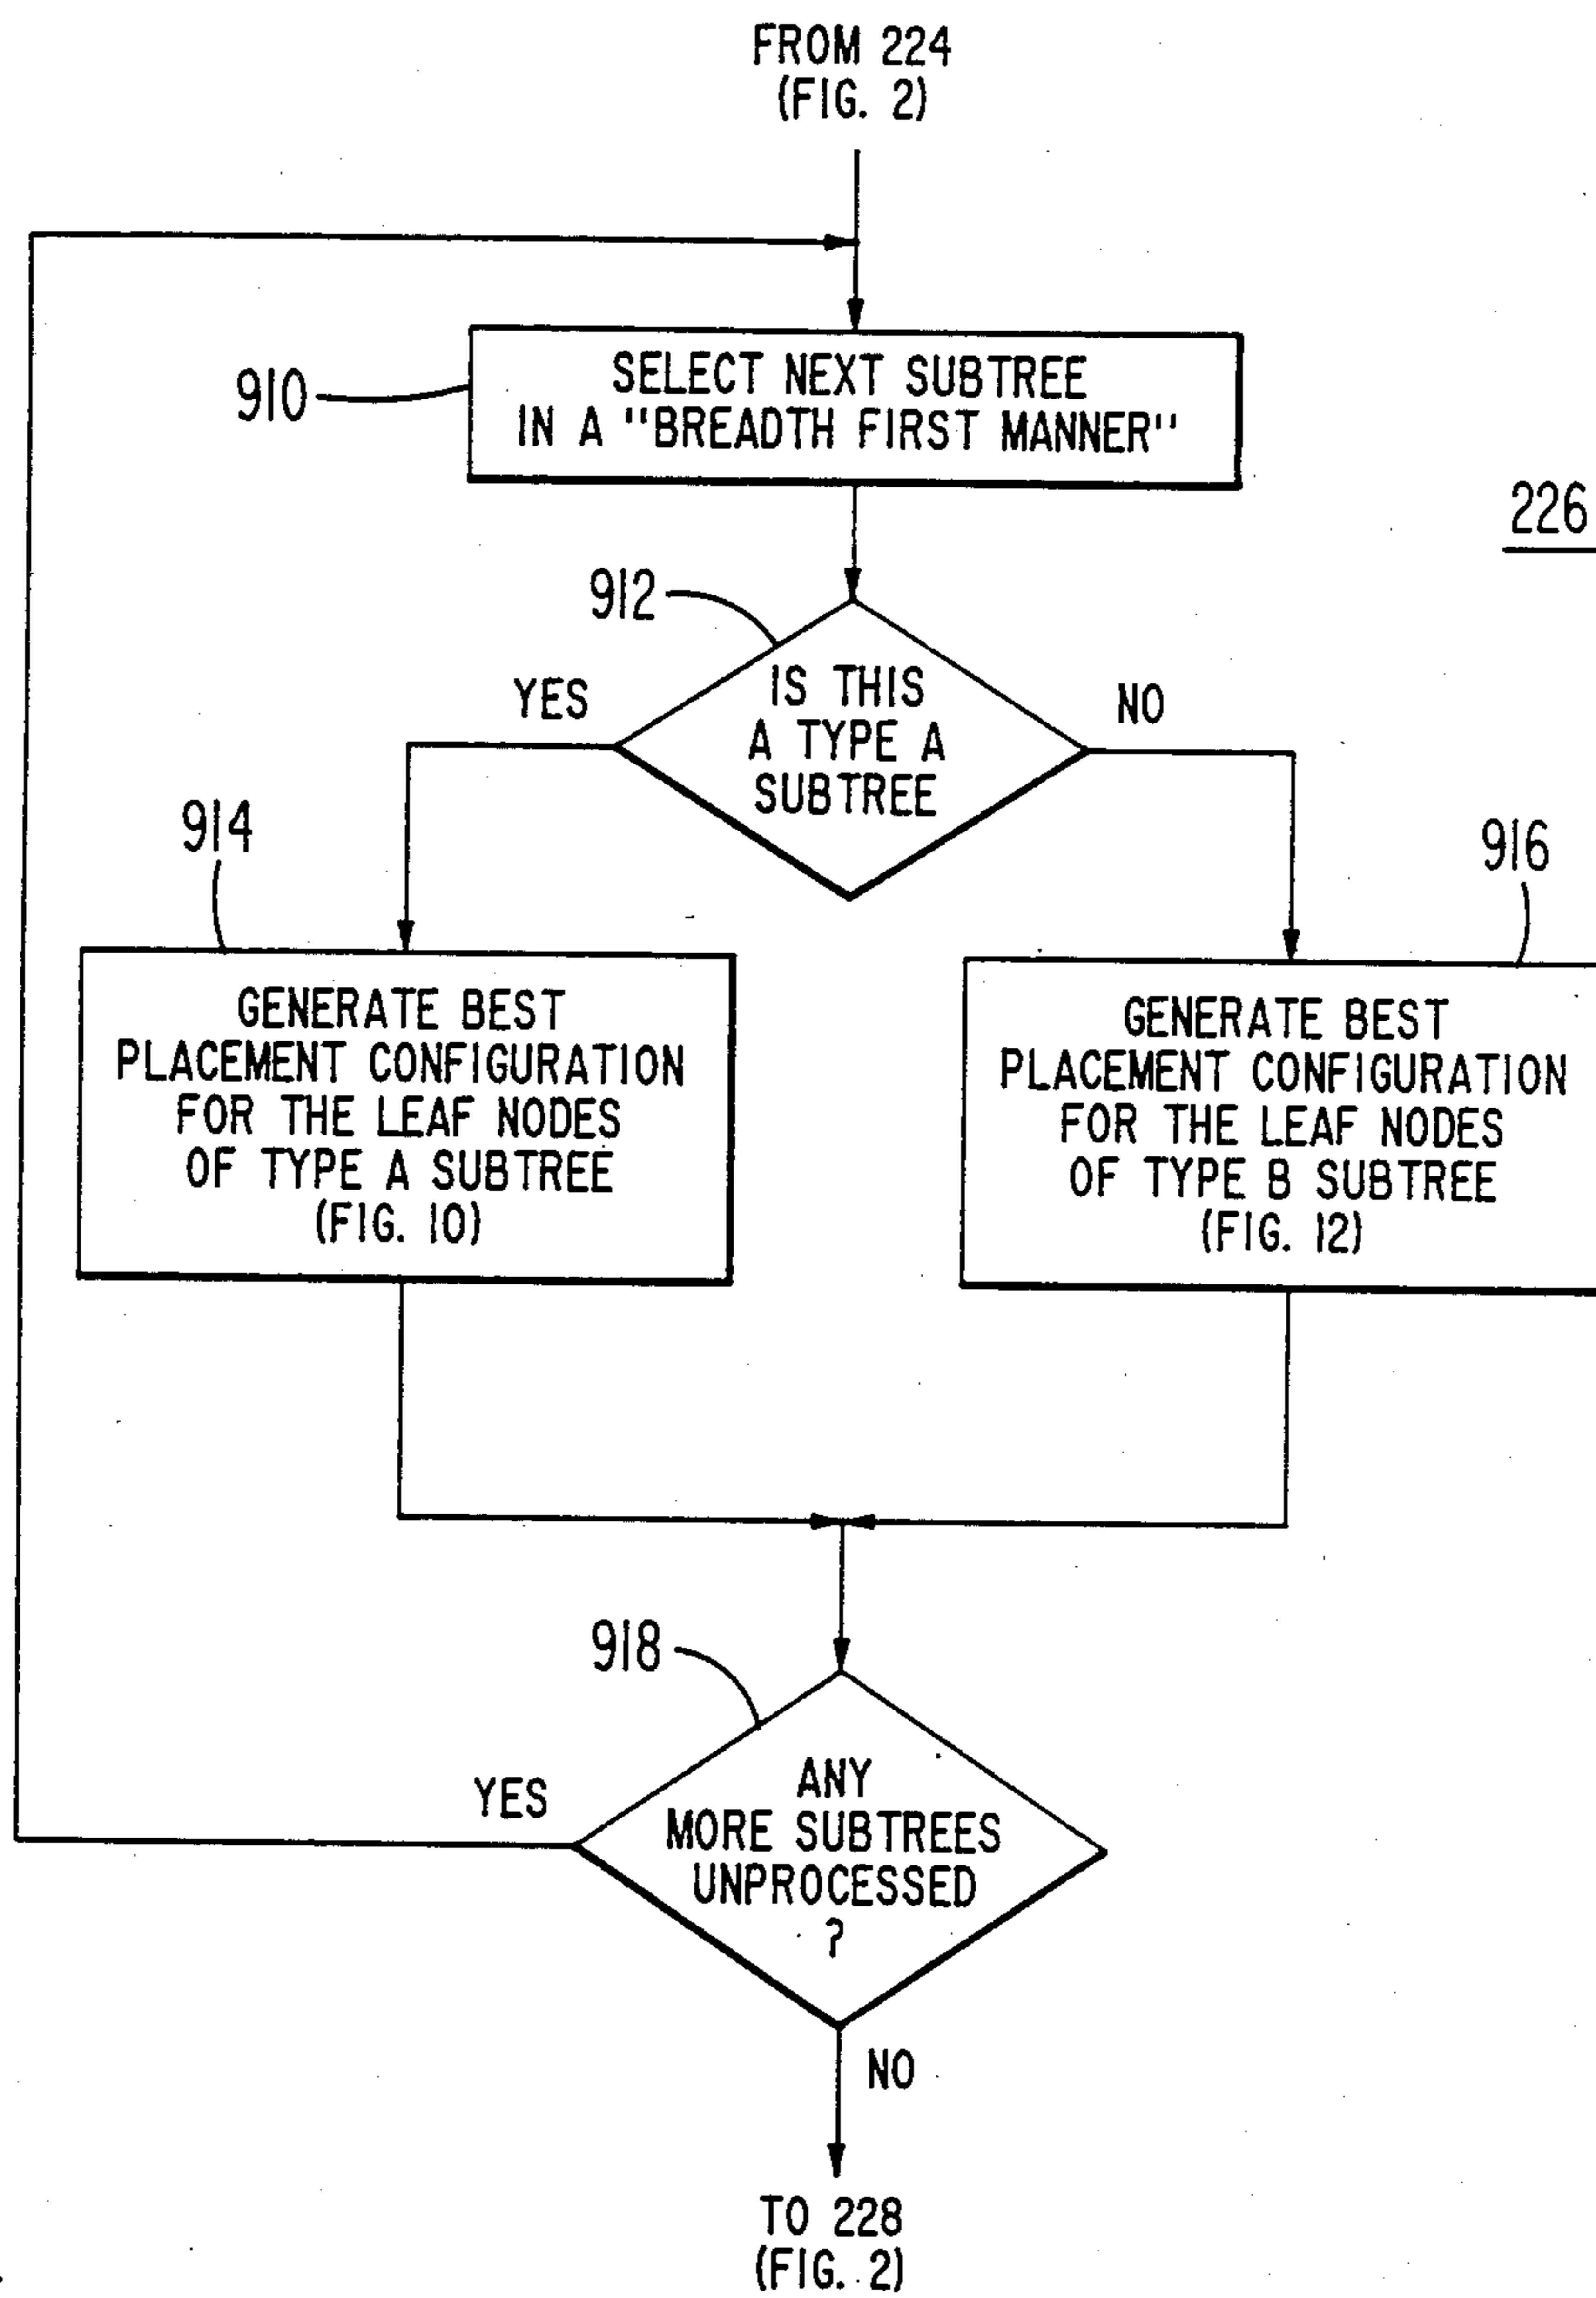 FROM 224
(FIG. 2)
910
SELECT NEXT SUBTREE
IN A "BREADTH FIRST MANNER"
226
912
IS THIS
A TYPE A
SUBTREE
YES
NO
914
916
GENERATE BEST
PLACEMENT CONFIGURATION
FOR THE LEAF NODES
OF TYPE A SUBTREE
(FIG. 10)
GENERATE BEST
PLACEMENT CONFIGURATION
FOR THE LEAF NODES
OF TYPE B SUBTREE
(FIG. 12)
918
YES
ANY
MORE SUBTREES
UNPROCESSED
?
NO
TO 228
(FIG. 2)